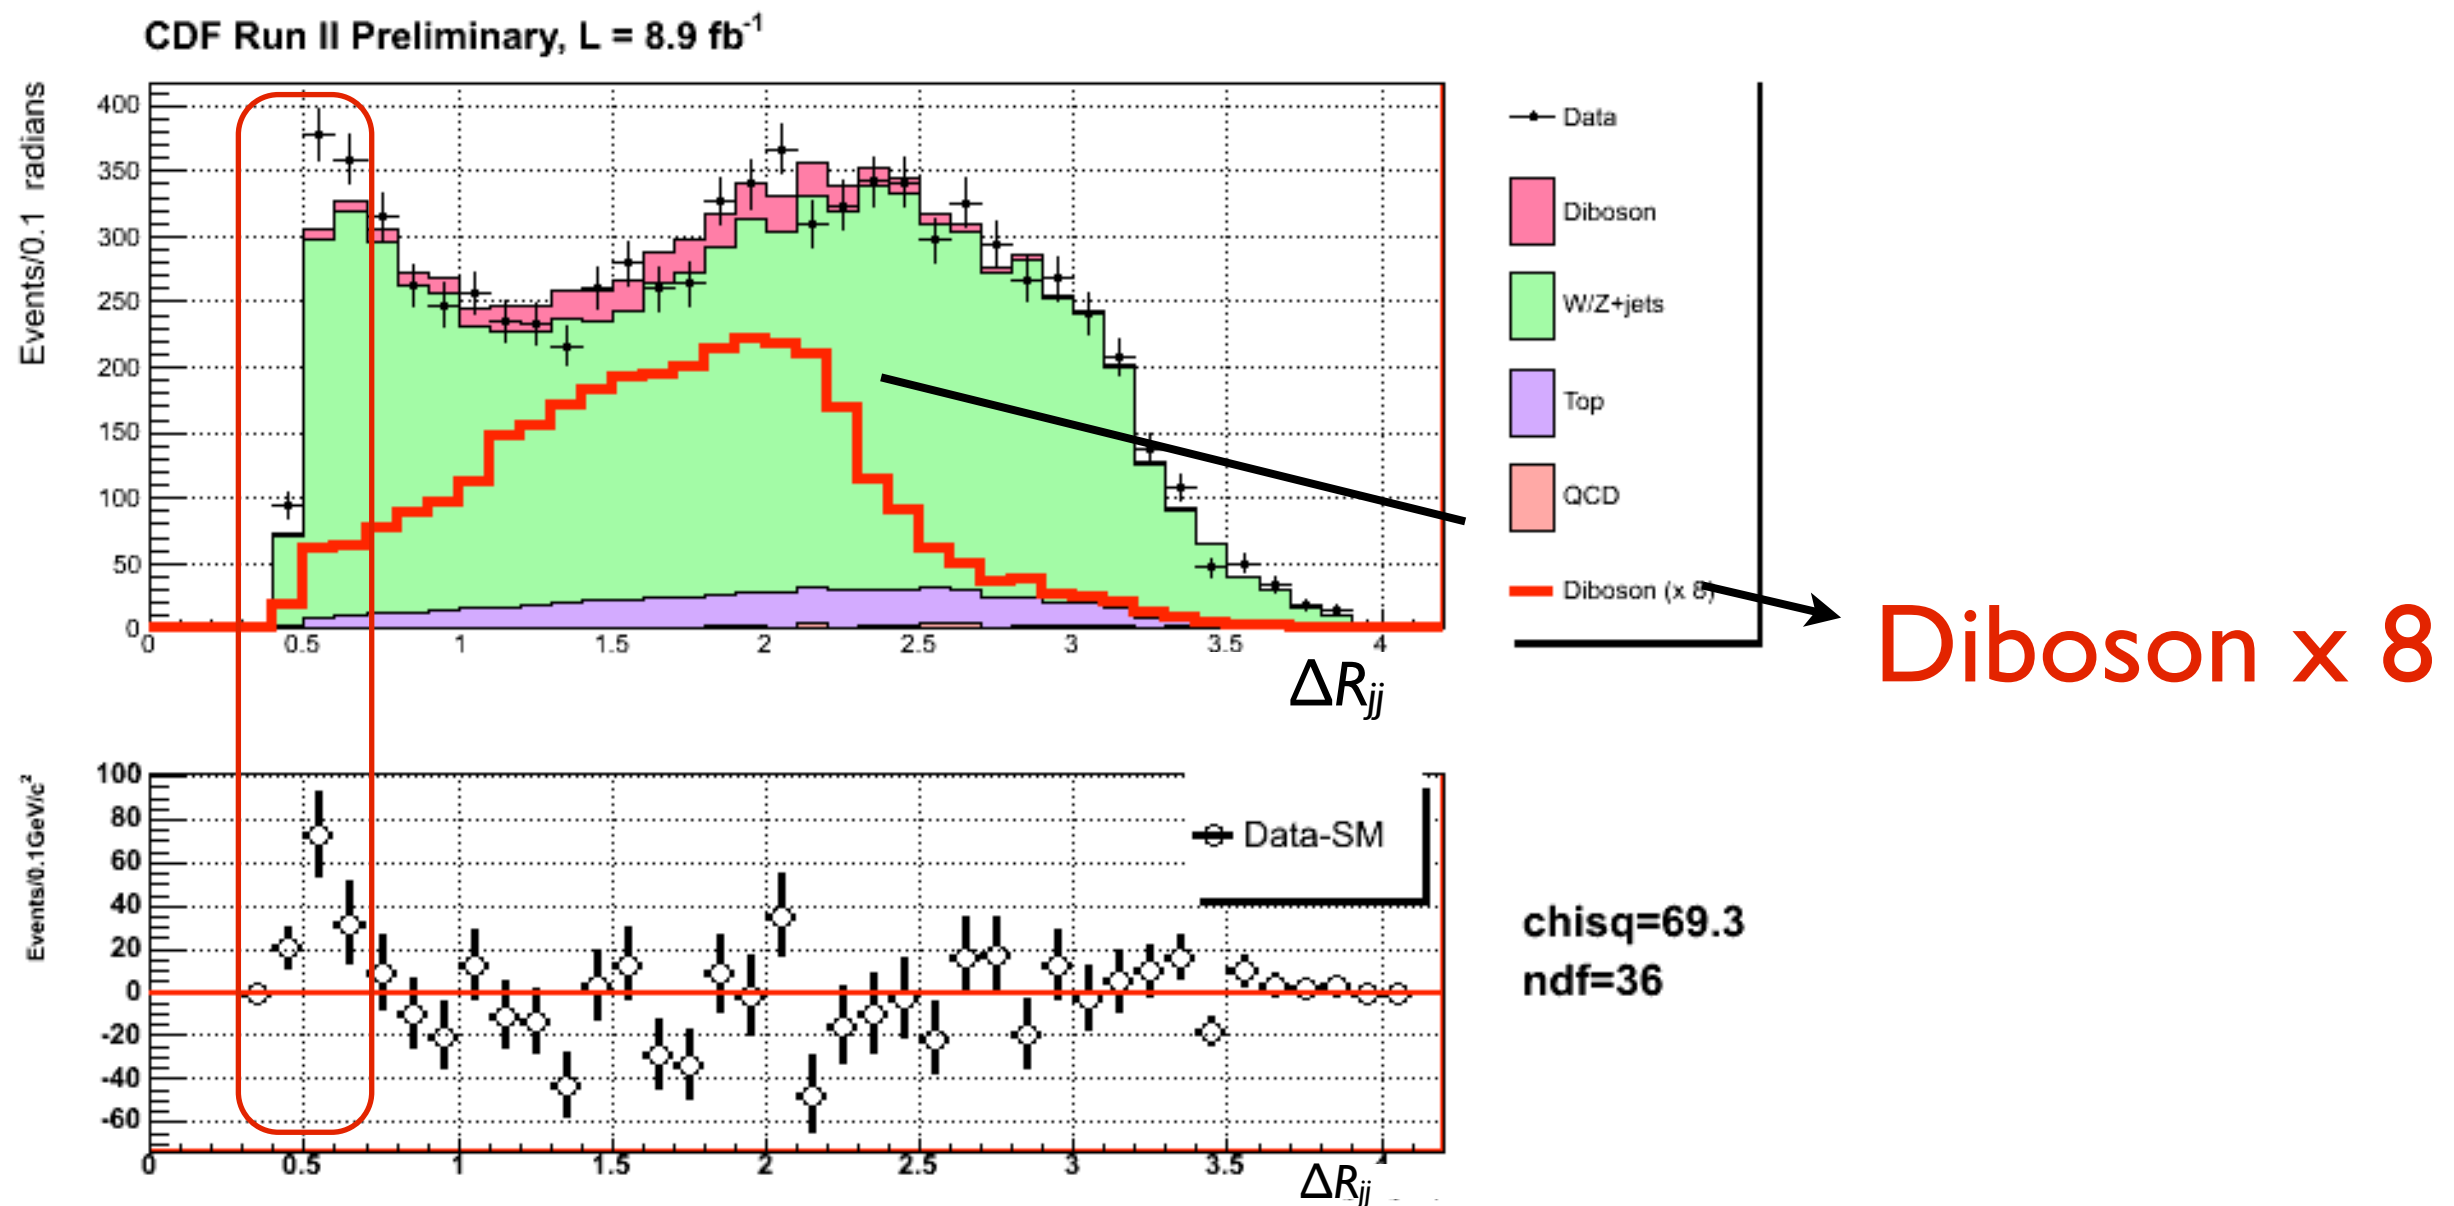 CDF Run II Preliminary, L = 8.9 fb⁻¹
Events/0.1 radians
400
350
300
250
200
150
100
50
0
0 0.5 1 1.5 2 2.5 3 3.5 4
ΔRjj
Data
Diboson
W/Z+jets
Top
QCD
Diboson (x 8)
Diboson x 8
Events/0.1GeV/c²
100
80
60
40
20
0
-20
-40
-60
0 0.5 1 1.5 2 2.5 3 3.5 4
ΔRjj
Data-SM
chisq=69.3
ndf=36